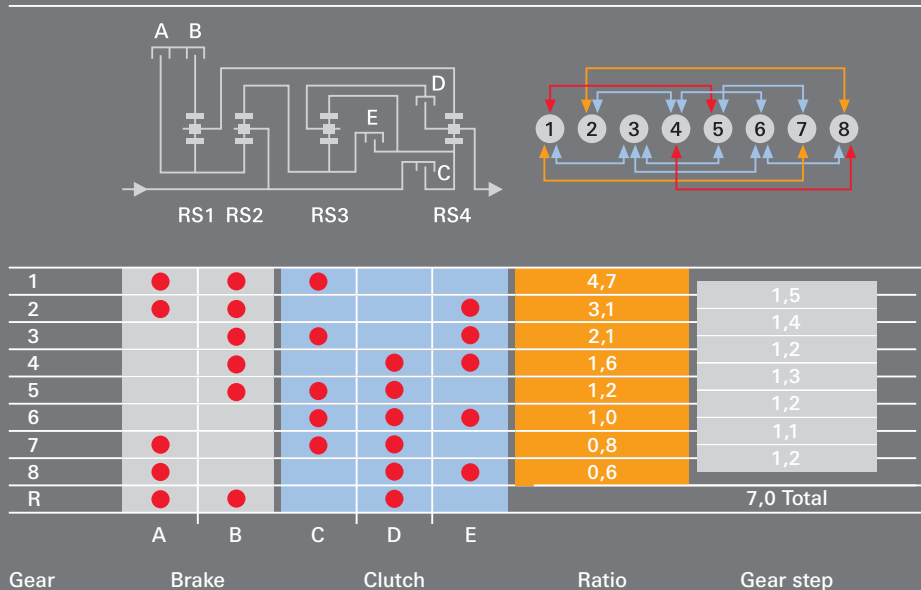 A B
D
E
C
RS1 RS2 RS3 RS4
1 2 3 4 5 6 7 8
1 4,7
1,5
2 3,1
1,4
3 2,1
1,2
4 1,6
1,3
5 1,2
1,2
6 1,0
1,1
7 0,8
1,2
8 0,6
R 7,0 Total
A B C D E
Gear Brake Clutch Ratio Gear step